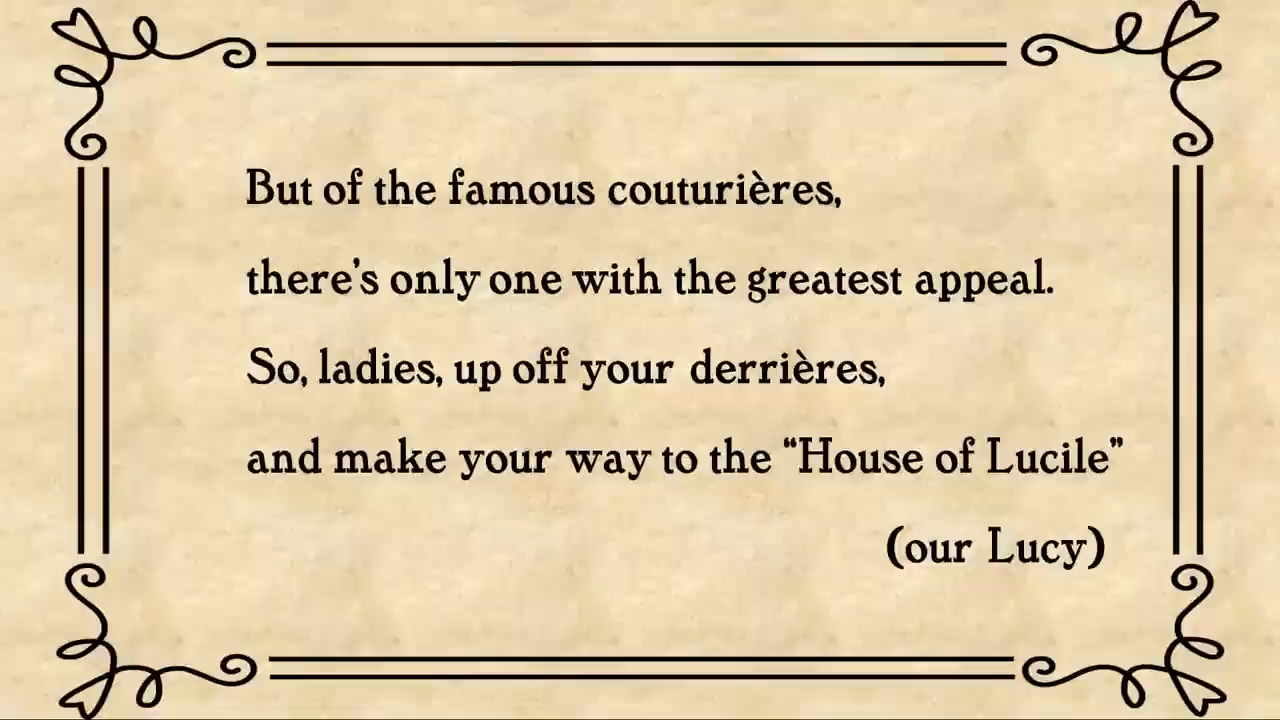 But of the famous couturières,
there's only one with the greatest appeal.
So, ladies, up off your derrières,
and make your way to the “House of Lucile”
(our Lucy)